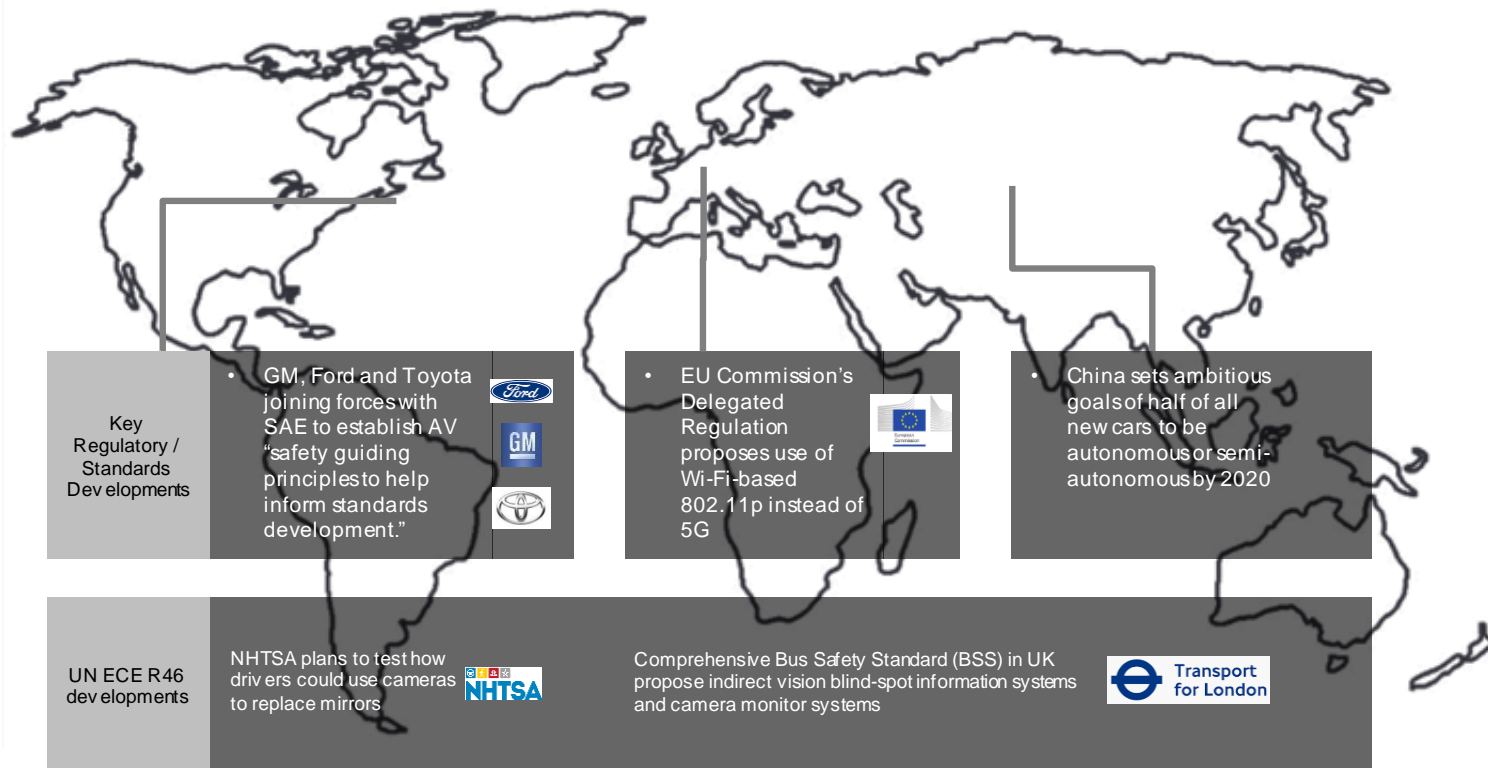 Key
Regulatory /
Standards
Developments
• GM, Ford and Toyota
joining forces with
SAE to establish AV
“safety guiding
principles to help
inform standards
development.”
Ford
GM
• EU Commission’s
Delegated
Regulation
proposes use of
Wi-Fi-based
802.11p instead of
5G
European
Commission
• China sets ambitious
goals of half of all
new cars to be
autonomous or semi-
autonomous by 2020
UN ECE R46
developments
NHTSA plans to test how
drivers could use cameras
to replace mirrors
NHTSA
Comprehensive Bus Safety Standard (BSS) in UK
propose indirect vision blind-spot information systems
and camera monitor systems
Transport
for London